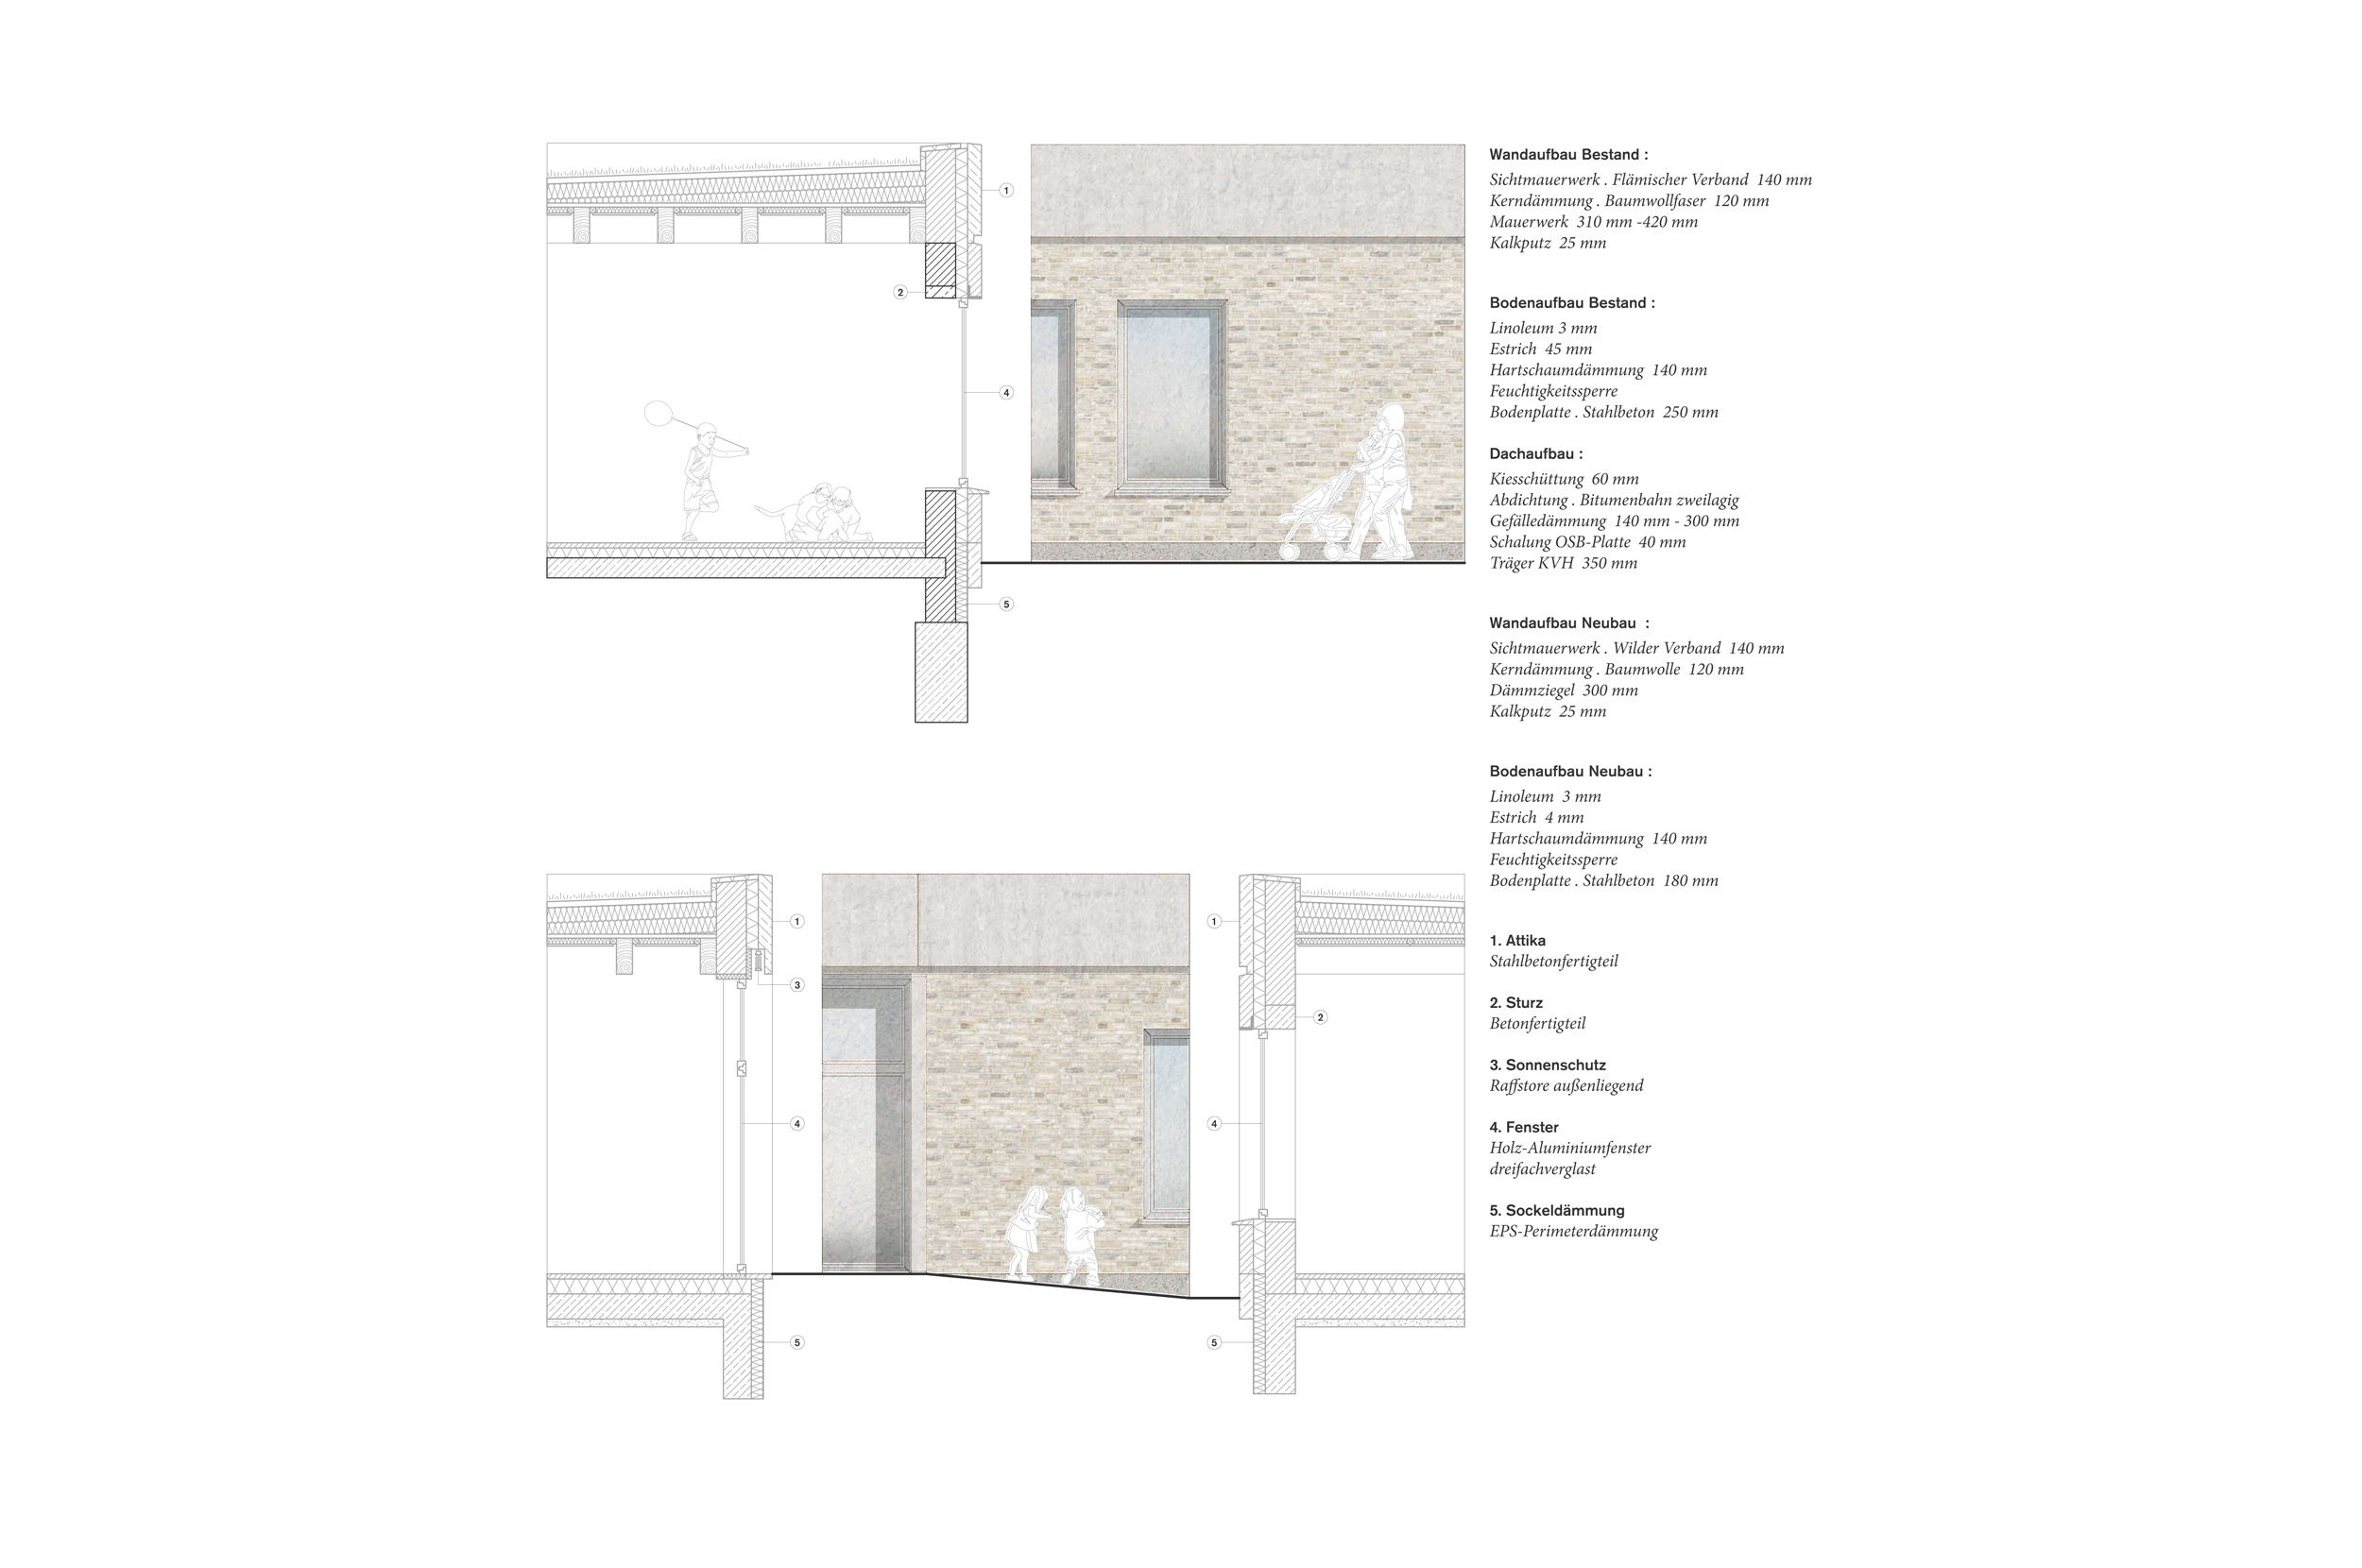 Wandaufbau Bestand :
Sichtmauerwerk . Flämischer Verband 140 mm
Kerndämmung . Baumwollfaser 120 mm
Mauerwerk 310 mm -420 mm
Kalkputz 25 mm
Bodenaufbau Bestand :
Linoleum 3 mm
Estrich 45 mm
Hartschaumdämmung 140 mm
Feuchtigkeitssperre
Bodenplatte . Stahlbeton 250 mm
Dachaufbau :
Kiesschüttung 60 mm
Abdichtung . Bitumenbahn zweilagig
Gefälledämmung 140 mm - 300 mm
Schalung OSB-Platte 40 mm
Träger KVH 350 mm
Wandaufbau Neubau :
Sichtmauerwerk . Wilder Verband 140 mm
Kerndämmung . Baumwolle 120 mm
Dämmziegel 300 mm
Kalkputz 25 mm
Bodenaufbau Neubau :
Linoleum 3 mm
Estrich 4 mm
Hartschaumdämmung 140 mm
Feuchtigkeitssperre
Bodenplatte . Stahlbeton 180 mm
1. Attika
Stahlbetonfertigteil
2. Sturz
Betonfertigteil
3. Sonnenschutz
Raffstore außenliegend
4. Fenster
Holz-Aluminiumfenster
dreifachverglast
5. Sockeldämmung
EPS-Perimeterdämmung
1
2
4
5
1
3
4
5
1
2
4
5